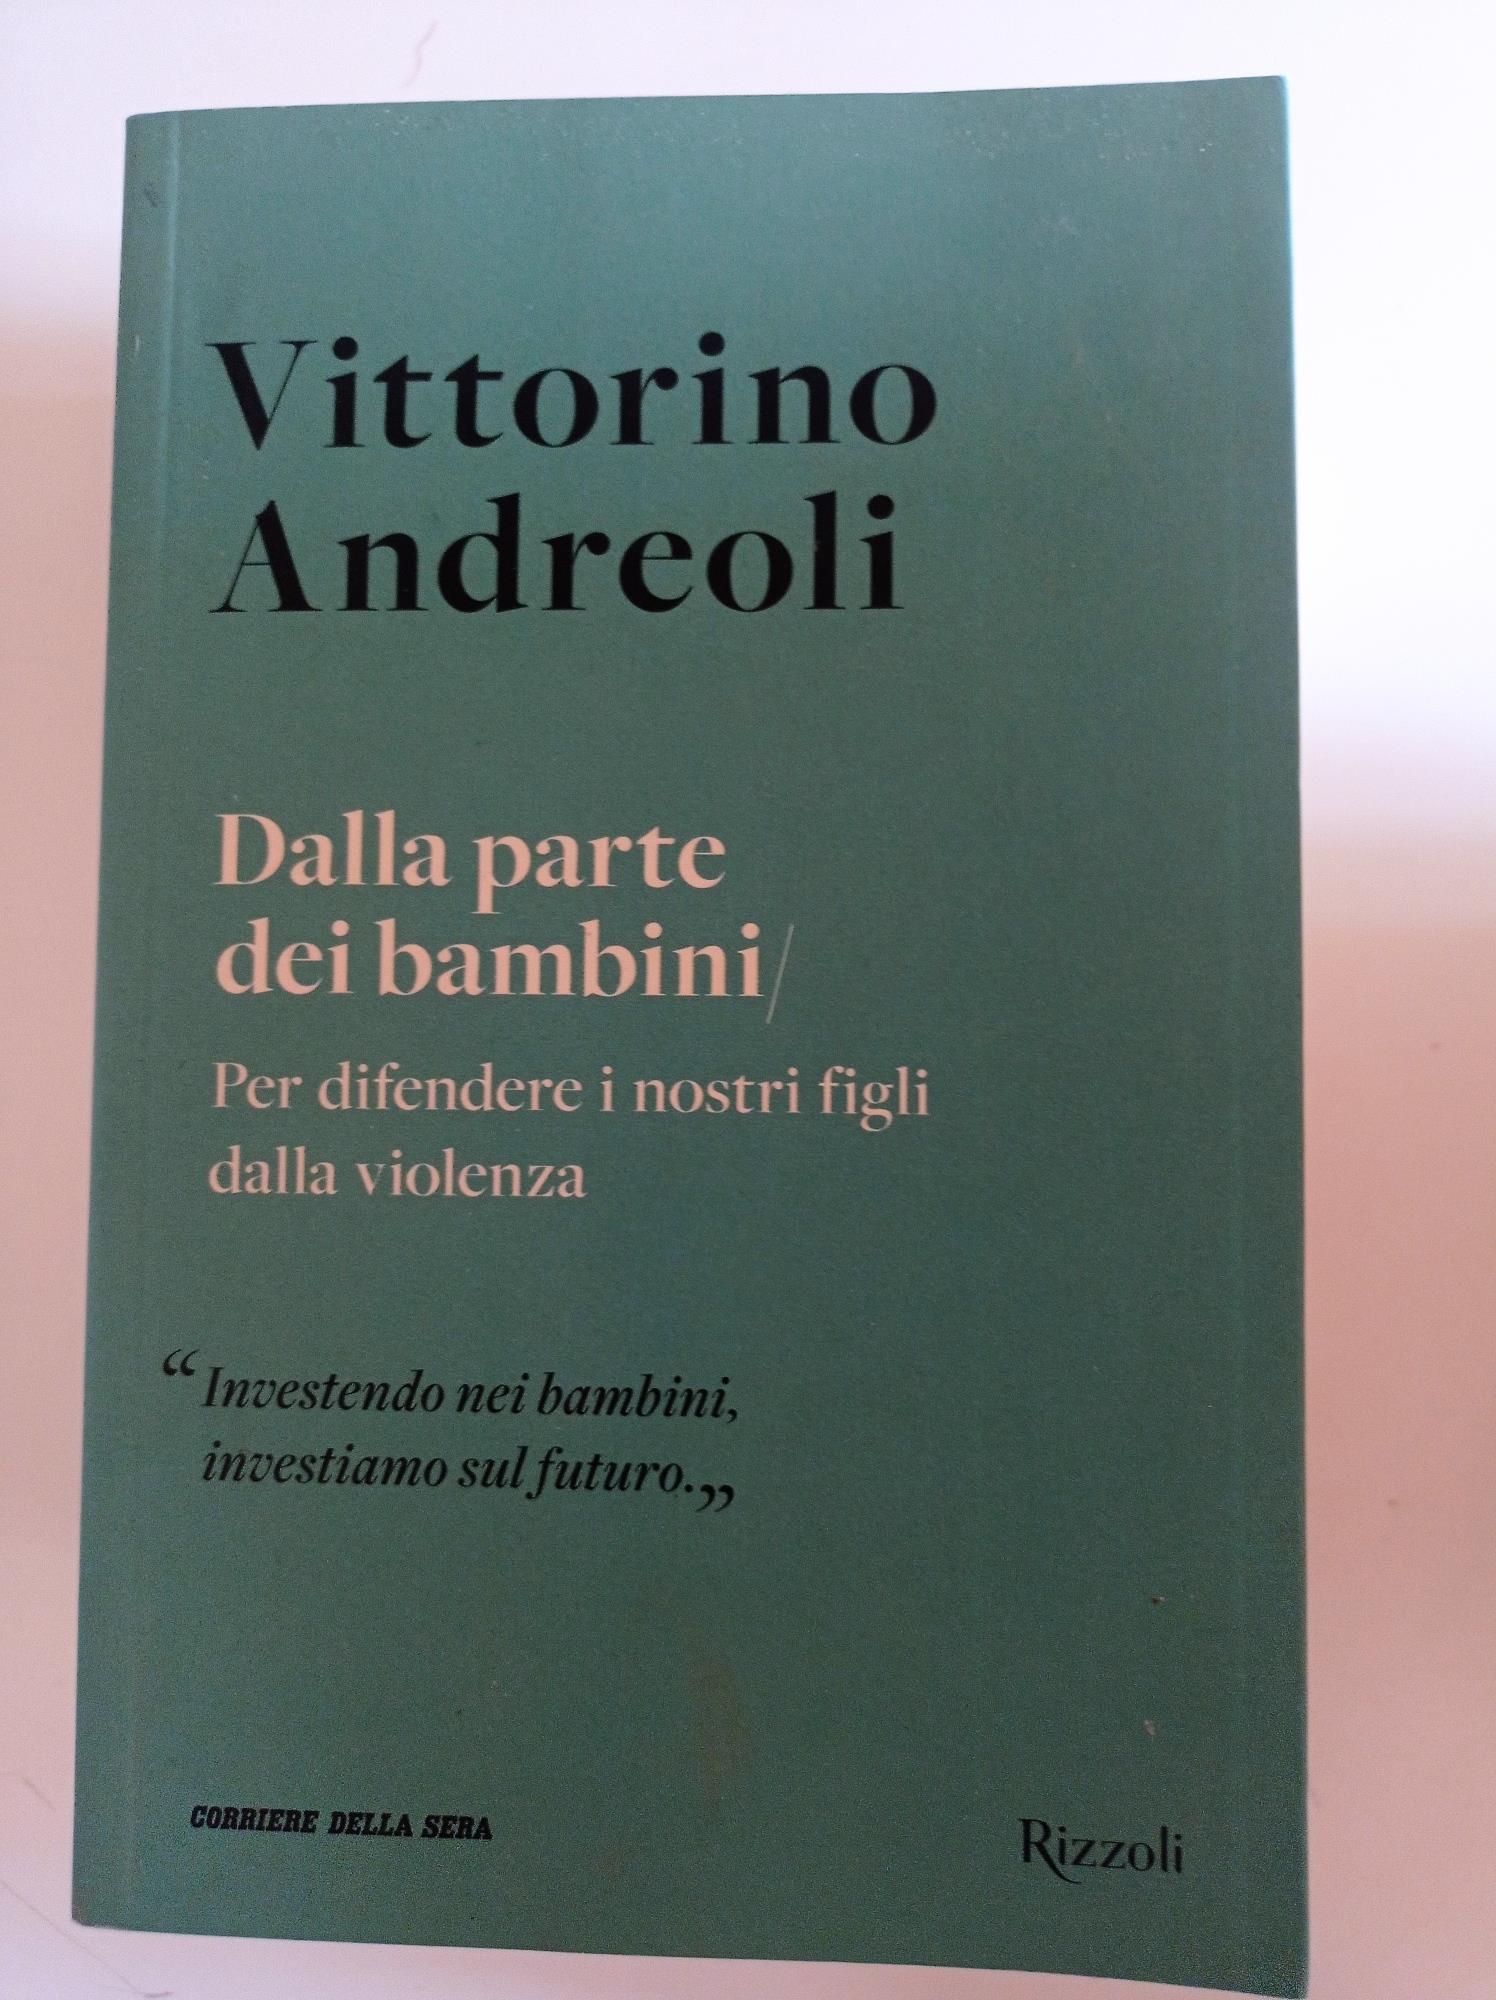 Vittorino
Andreoli
Dalla parte
dei bambini/
Per difendere i nostri figli
dalla violenza
“Investendo nei bambini,
investiamo sul futuro.”
CORRIERE DELLA SERA
Rizzoli